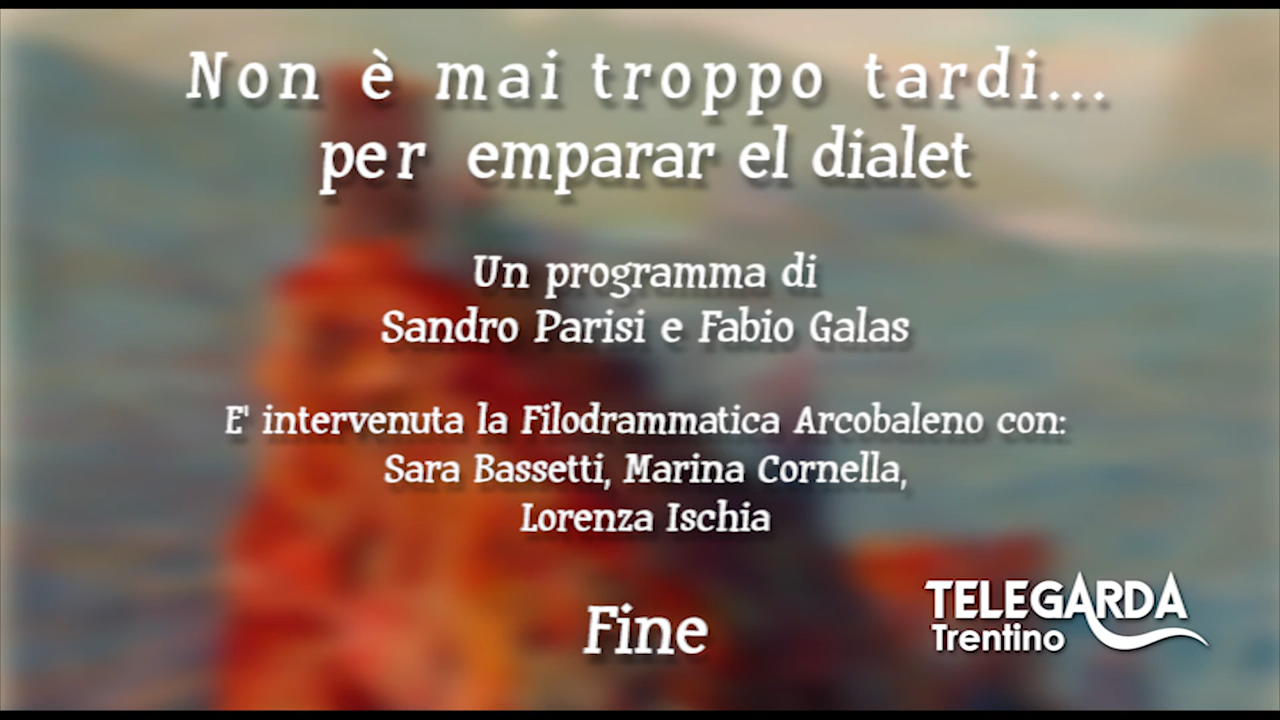 Non è mai troppo tardi...
per emparar el dialet
Un programma di
Sandro Parisi e Fabio Galas
E' intervenuta la Filodrammatica Arcobaleno con:
Sara Bassetti, Marina Cornella,
Lorenza Ischia
Fine
TELEGARDA
Trentino